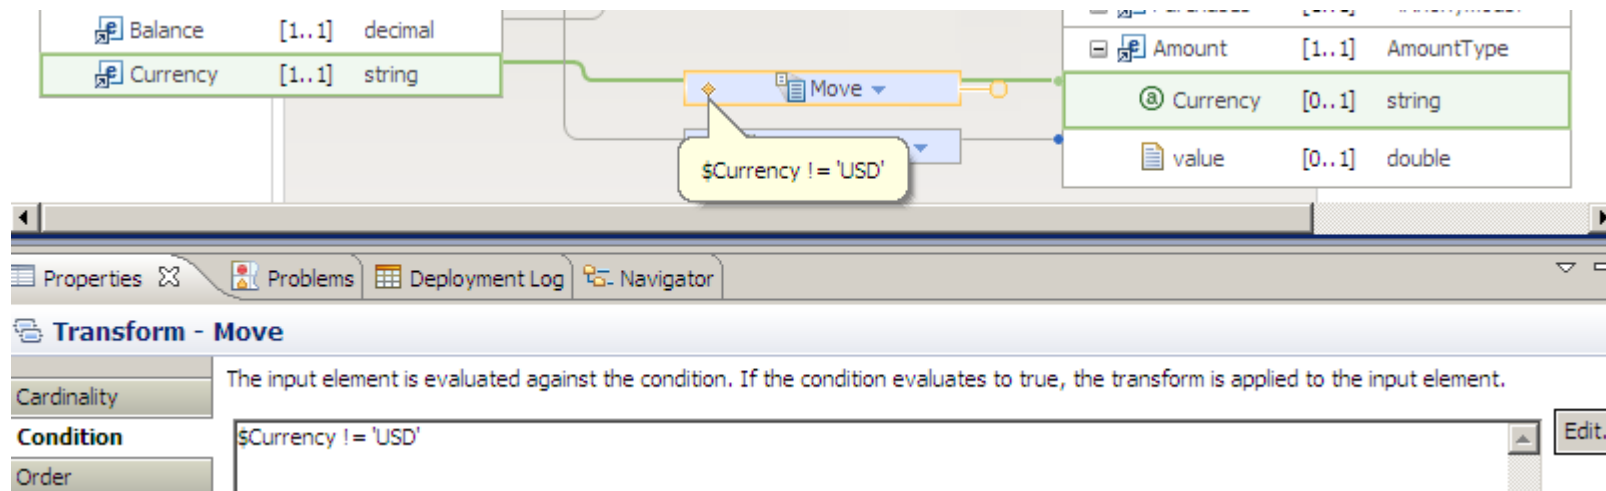 Balance [1..1] decimal
Currency [1..1] string
Amount [1..1] AmountType
Move
Currency [0..1] string
value [0..1] double
$Currency != 'USD'
Properties Problems Deployment Log Navigator
Transform - Move
The input element is evaluated against the condition. If the condition evaluates to true, the transform is applied to the input element.
Cardinality
Condition
$Currency != 'USD'
Edit.
Order